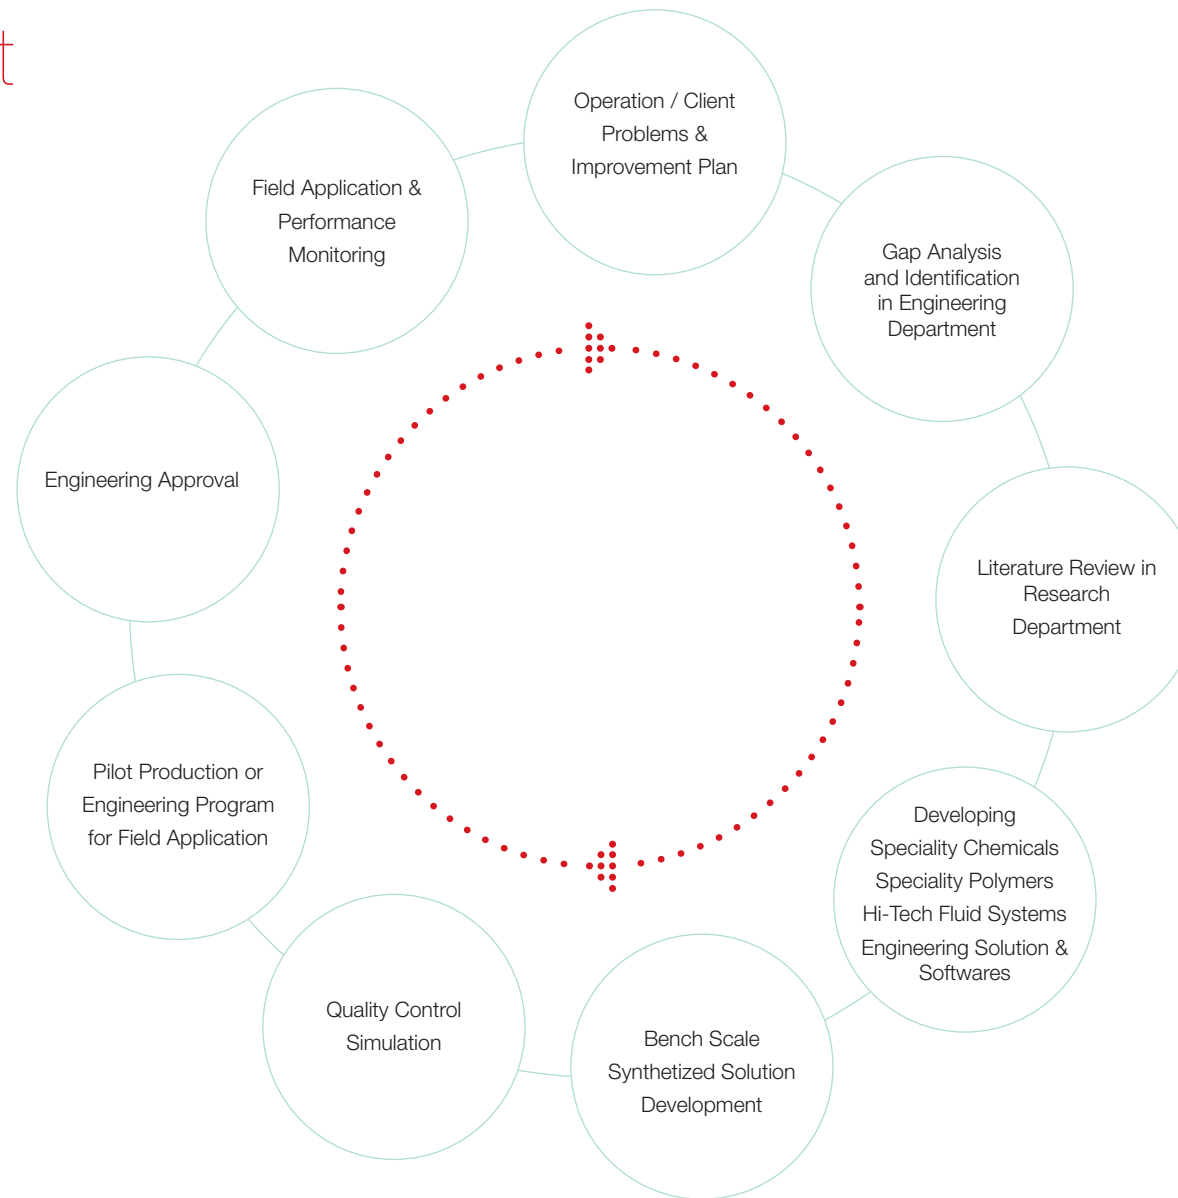 t
Operation / Client
Problems &
Improvement Plan
Gap Analysis
and Identification
in Engineering
Department
Literature Review in
Research
Department
Developing
Speciality Chemicals
Speciality Polymers
Hi-Tech Fluid Systems
Engineering Solution &
Softwares
Bench Scale
Synthetized Solution
Development
Quality Control
Simulation
Pilot Production or
Engineering Program
for Field Application
Engineering Approval
Field Application &
Performance
Monitoring